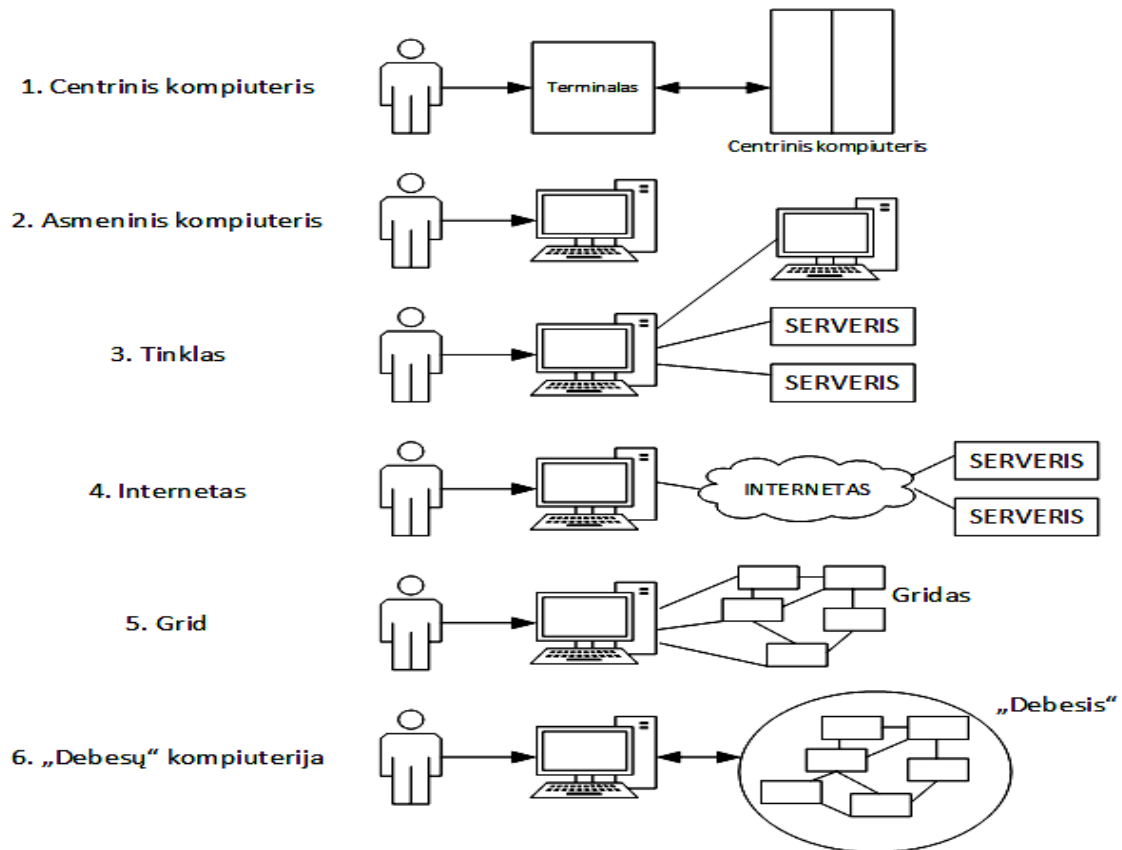 1. Centrinis kompiuteris
Terminalas
Centrinis kompiuteris
2. Asmeninis kompiuteris
3. Tinklas
SERVERIS
SERVERIS
4. Internetas
INTERNETAS
SERVERIS
SERVERIS
5. Grid
Gridas
6. „Debesų“ kompiuterija
„Debesis“